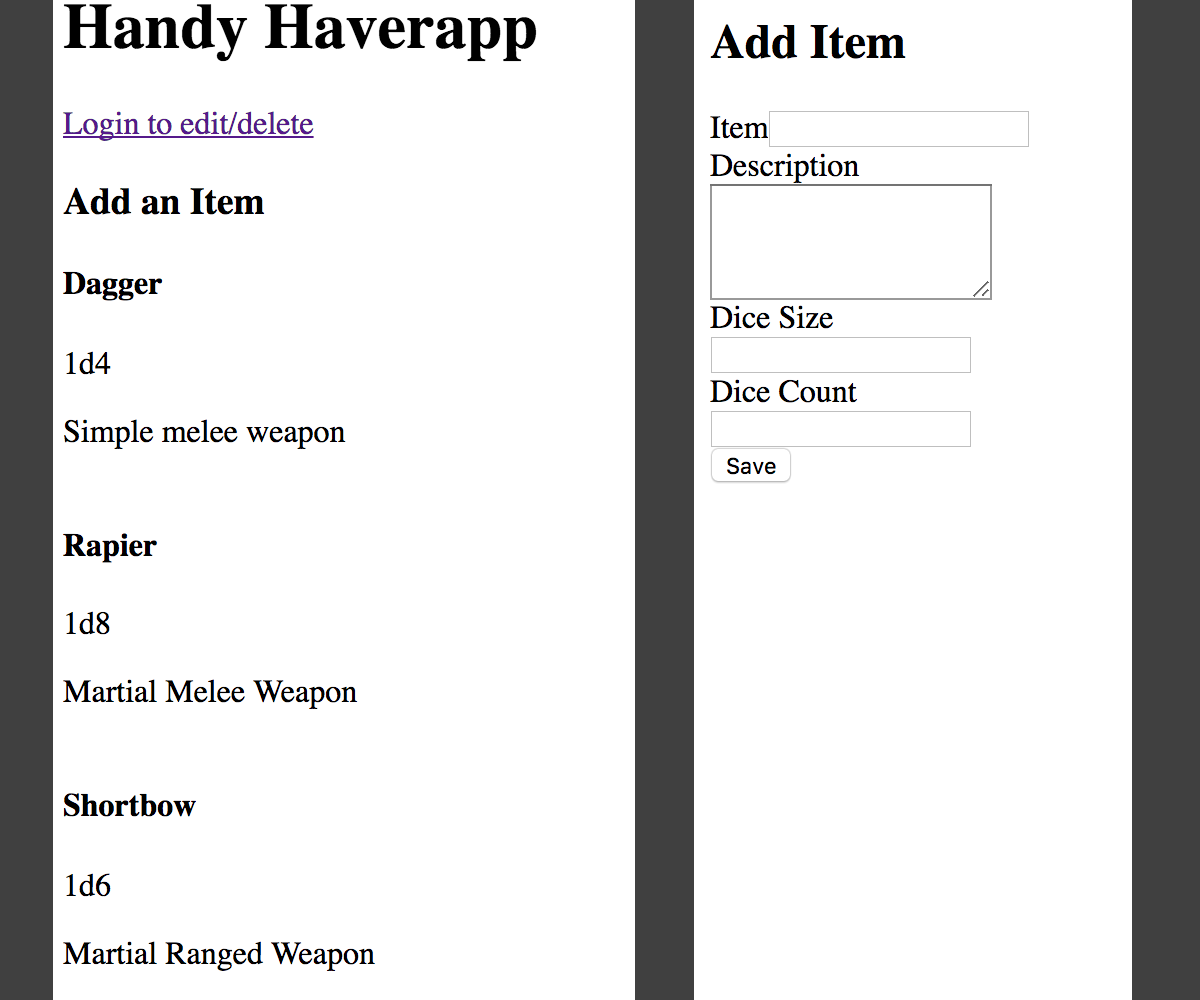 Handy Haverapp
Login to edit/delete
Add an Item
Dagger
1d4
Simple melee weapon
Rapier
1d8
Martial Melee Weapon
Shortbow
1d6
Martial Ranged Weapon
Add Item
Item
Description
Dice Size
Dice Count
Save